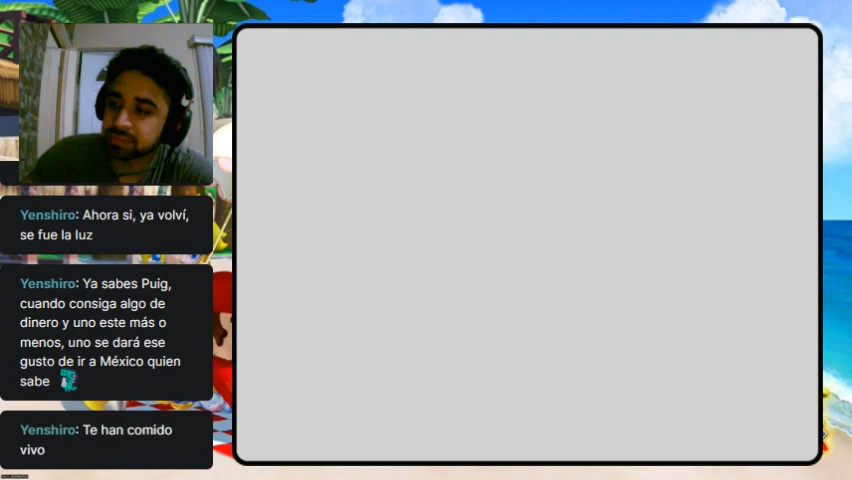 Yenshiro: Ahora si, ya volví,
se fue la luz
Yenshiro: Ya sabes Puig,
cuando consiga algo de
dinero y uno este más o
menos, uno se dará ese
gusto de ir a México quien
sabe
Yenshiro: Te han comido
vivo